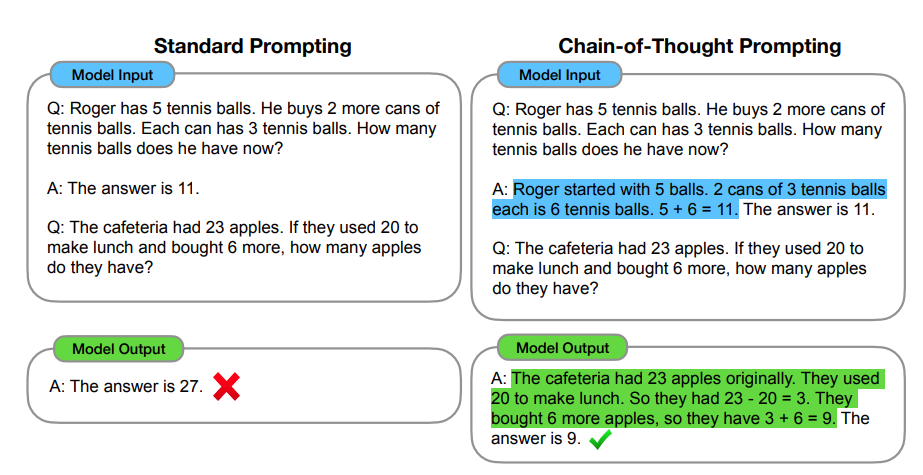 Standard Prompting
Model Input
Q: Roger has 5 tennis balls. He buys 2 more cans of
tennis balls. Each can has 3 tennis balls. How many
tennis balls does he have now?
A: The answer is 11.
Q: The cafeteria had 23 apples. If they used 20 to
make lunch and bought 6 more, how many apples
do they have?
Model Output
A: The answer is 27.
Chain-of-Thought Prompting
Model Input
Q: Roger has 5 tennis balls. He buys 2 more cans of
tennis balls. Each can has 3 tennis balls. How many
tennis balls does he have now?
A: Roger started with 5 balls. 2 cans of 3 tennis balls
each is 6 tennis balls. 5 + 6 = 11. The answer is 11.
Q: The cafeteria had 23 apples. If they used 20 to
make lunch and bought 6 more, how many apples
do they have?
Model Output
A: The cafeteria had 23 apples originally. They used
20 to make lunch. So they had 23 - 20 = 3. They
bought 6 more apples, so they have 3 + 6 = 9. The
answer is 9.